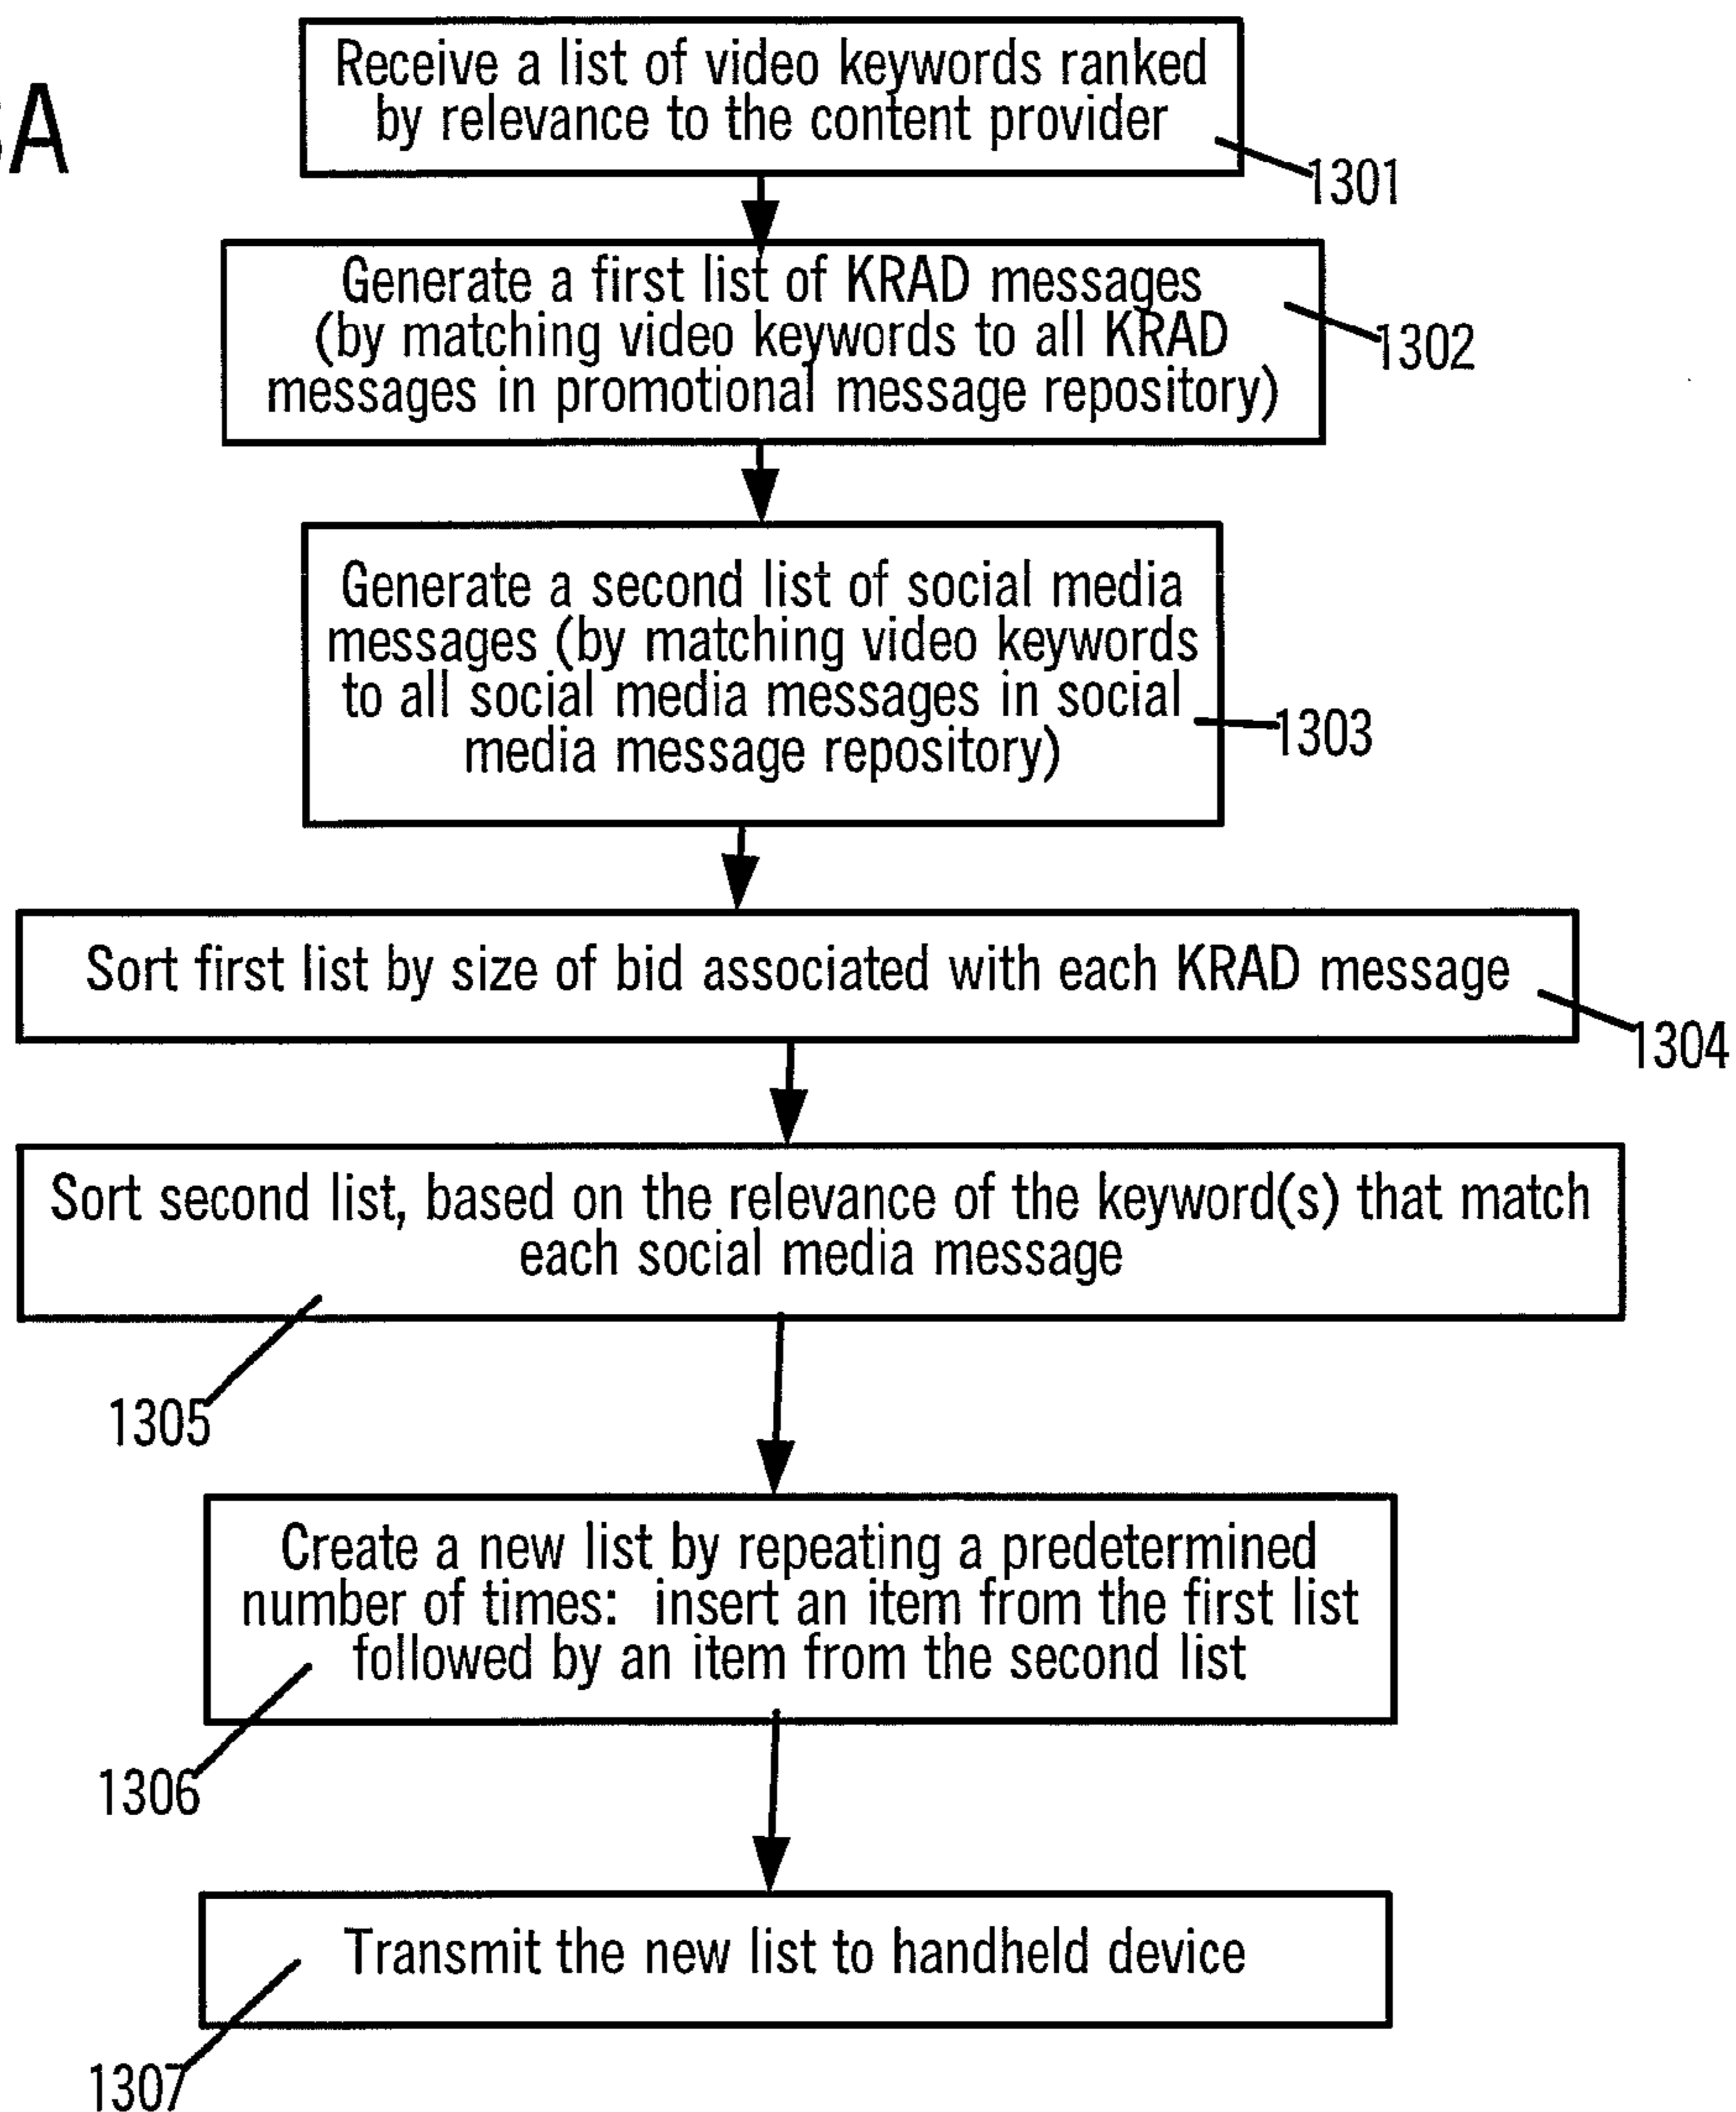 Receive a list of video keywords ranked
by relevance to the content provider
1301
Generate a first list of KRAD messages
(by matching video keywords to all KRAD
messages in promotional message repository)
1302
Generate a second list of social media
messages (by matching video keywords
to all social media messages in social
media message repository)
1303
Sort first list by size of bid associated with each KRAD message
1304
Sort second list, based on the relevance of the keyword(s) that match
each social media message
1305
Create a new list by repeating a predetermined
number of times: insert an item from the first list
followed by an item from the second list
1306
Transmit the new list to handheld device
1307